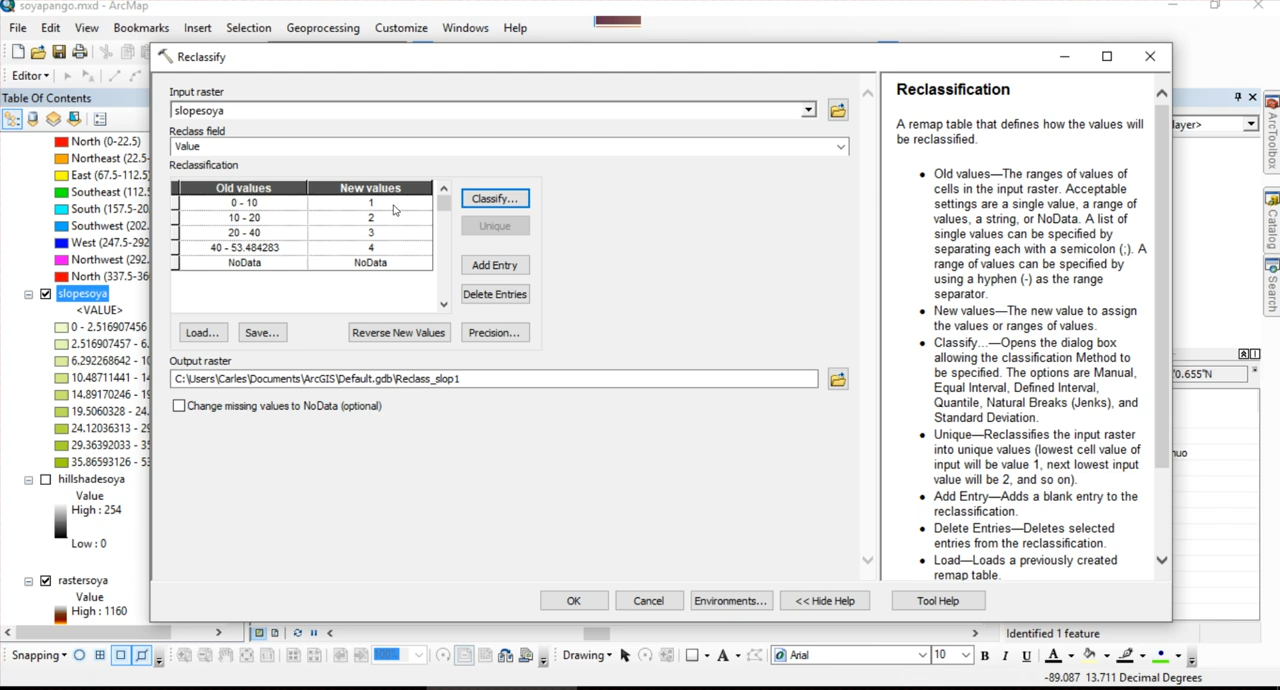 soyapango.mxd - ArcMap
File Edit View Bookmarks Insert Selection Geoprocessing Customize Windows Help
Editor
Table Of Contents
North (0-22.5)
Northeast (22.5-
East (67.5-112.5)
Southeast (112.5
South (157.5-20
Southwest (202.
West (247.5-292
Northwest (292.
North (337.5-36
slopesoya
<VALUE>
0 - 2.516907456
2.516907457 - 6.
6.292268642 - 10
10.48711441 - 14
14.89170246 - 19
19.5060328 - 24.
24.12036313 - 29
29.36392033 - 35
35.86593126 - 53
hillshadesoya
Value
High : 254
Low : 0
rastersoya
Value
High : 1160
Reclassify
Input raster
slopesoya
Reclass field
Value
Reclassification
Old values New values
0 - 10 1
10 - 20 2
20 - 40 3
40 - 53.484283 4
NoData NoData
Classify...
Unique
Add Entry
Delete Entries
Load... Save... Reverse New Values Precision...
Output raster
C:\Users\Carles\Documents\ArcGIS\Default.gdb\Reclass_slop1
Change missing values to NoData (optional)
OK Cancel Environments... << Hide Help Tool Help
Reclassification
A remap table that defines how the values will
be reclassified.
• Old values—The ranges of values of
cells in the input raster. Acceptable
settings are a single value, a range of
values, a string, or NoData. A list of
single values can be specified by
separating each with a semicolon (;). A
range of values can be specified by
using a hyphen (-) as the range
separator.
• New values—The new value to assign
the values or ranges of values.
• Classify...—Opens the dialog box
allowing the classification Method to
be specified. The options are Manual,
Equal Interval, Defined Interval,
Quantile, Natural Breaks (Jenks), and
Standard Deviation.
• Unique—Reclassifies the input raster
into unique values (lowest cell value of
input will be value 1, next lowest input
value will be 2, and so on).
• Add Entry—Adds a blank entry to the
reclassification.
• Delete Entries—Deletes selected
entries from the reclassification.
• Load—Loads a previously created
remap table.
layer>
0.655"N
nuo
ArcToolbox
Catalog
Search
Identified 1 feature
Snapping 100% Drawing A Arial 10 B I U A
-89.087 13.711 Decimal Degrees